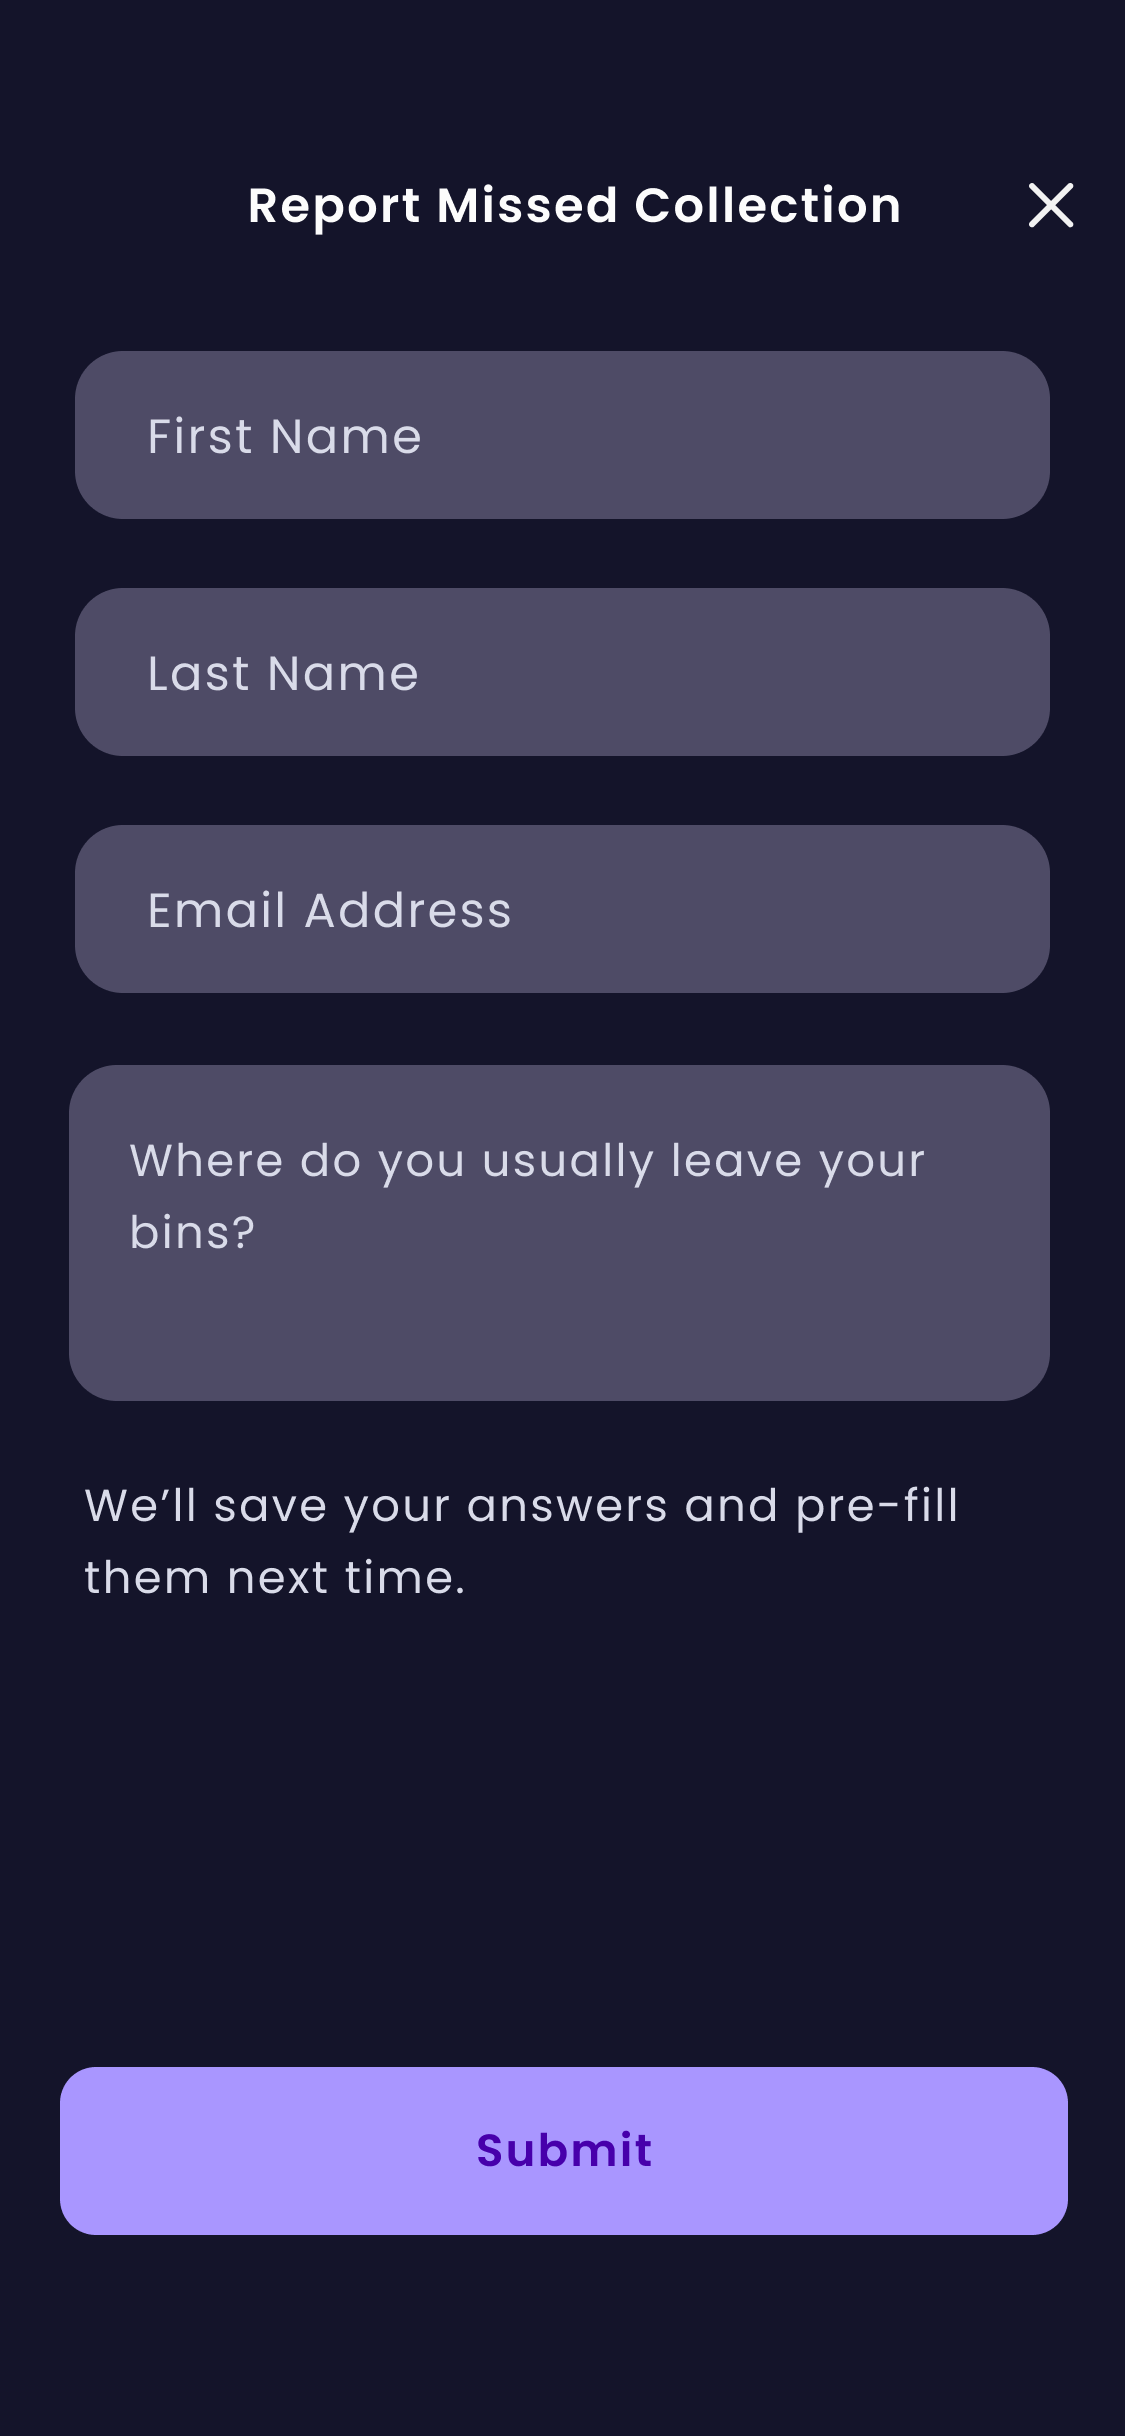 Report Missed Collection
First Name
Last Name
Email Address
Where do you usually leave your
bins?
We’ll save your answers and pre-fill
them next time.
Submit